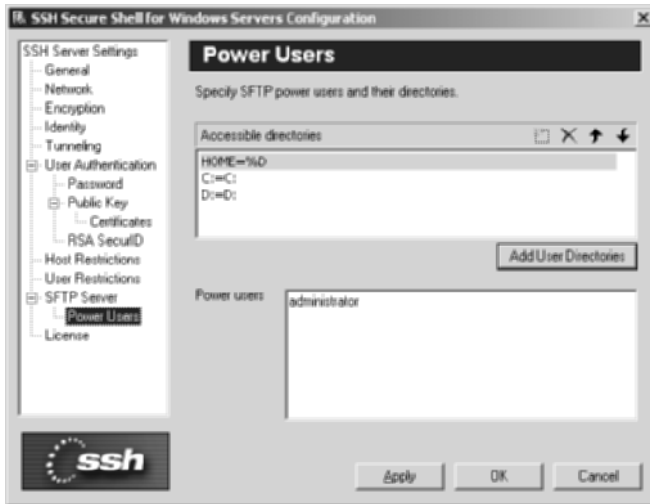 SSH Secure Shell for Windows Servers Configuration
SSH Server Settings
General
Network
Encryption
Identity
Tunneling
User Authentication
Password
Public Key
Certificates
RSA SecurID
Host Restrictions
User Restrictions
SFTP Server
Power Users
License
ssh
Power Users
Specify SFTP power users and their directories.
Accessible directories
HOME=%D
C:=C:
D:=D:
Add User Directories
Power users
administrator
Apply
OK
Cancel